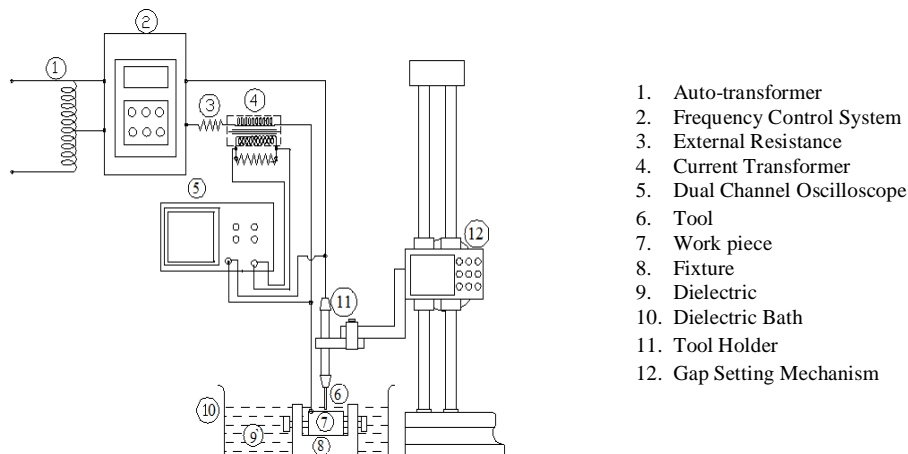 1
2
3
4
5
6
7
8
9
10
11
12
1. Auto-transformer
2. Frequency Control System
3. External Resistance
4. Current Transformer
5. Dual Channel Oscilloscope
6. Tool
7. Work piece
8. Fixture
9. Dielectric
10. Dielectric Bath
11. Tool Holder
12. Gap Setting Mechanism